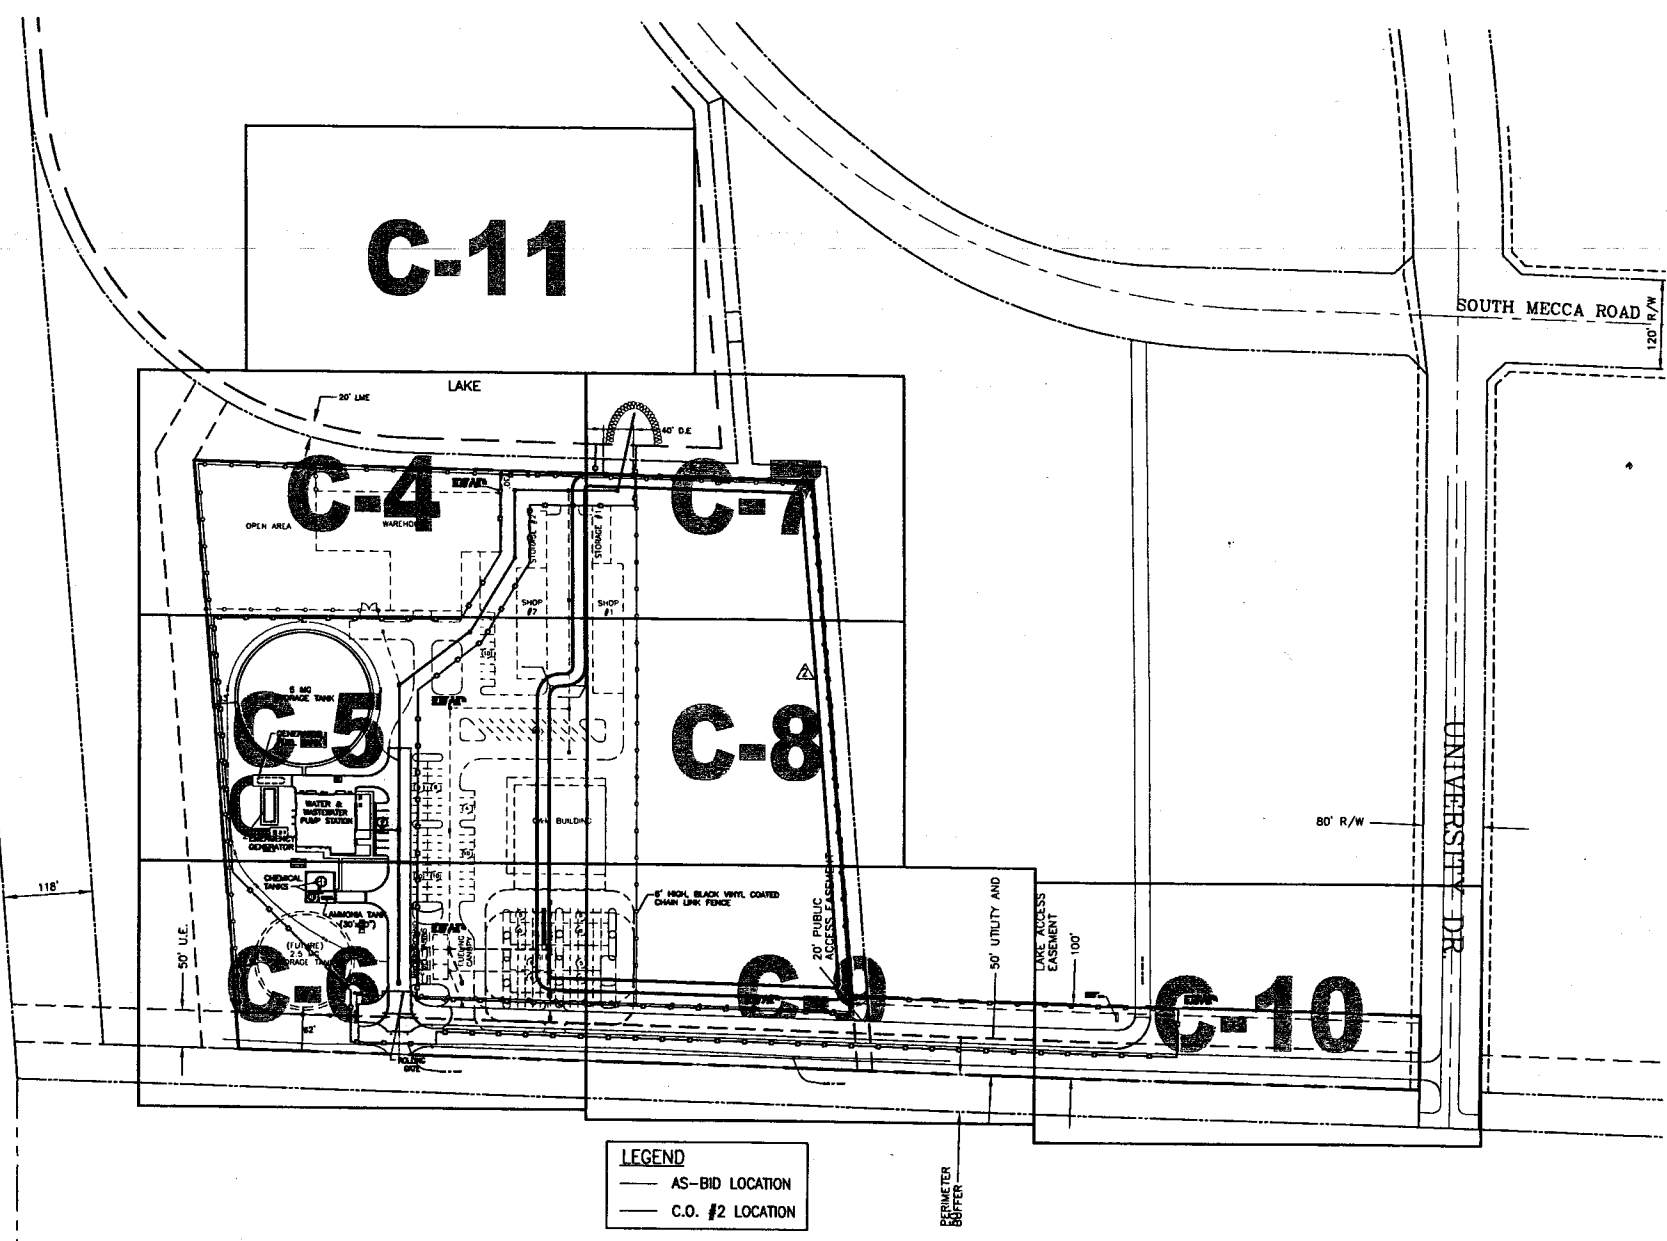 C-11
SOUTH MECCA ROAD
120' R/W
LAKE
20' LME
40' D.E
C-4
C-7
OPEN AREA
STORAGE #2
STORAGE #1
SHOP
#2
SHOP
#1
2
5 MG
STORAGE TANK
C-5
C-8
UNIVERSITY DR.
WATER &
WASTEWATER
PUMP STATION
BUILDING
80' R/W
EMERGENCY
GENERATOR
CHEMICAL
TANKS
118'
AMMONIA TANK
6' HIGH, BLACK VINYL COATED
CHAIN LINK FENCE
20' PUBLIC
ACCESS EASEMENT
50' UTILITY AND
LAKE ACCESS
EASEMENT
100'
50' U.E.
(FUTURE)
2.5 MG
STORAGE TANK
C-6
C-9
C-10
62'
ROLLING
GATE
LEGEND
AS-BID LOCATION
C.O. #2 LOCATION
PERIMETER
BUFFER